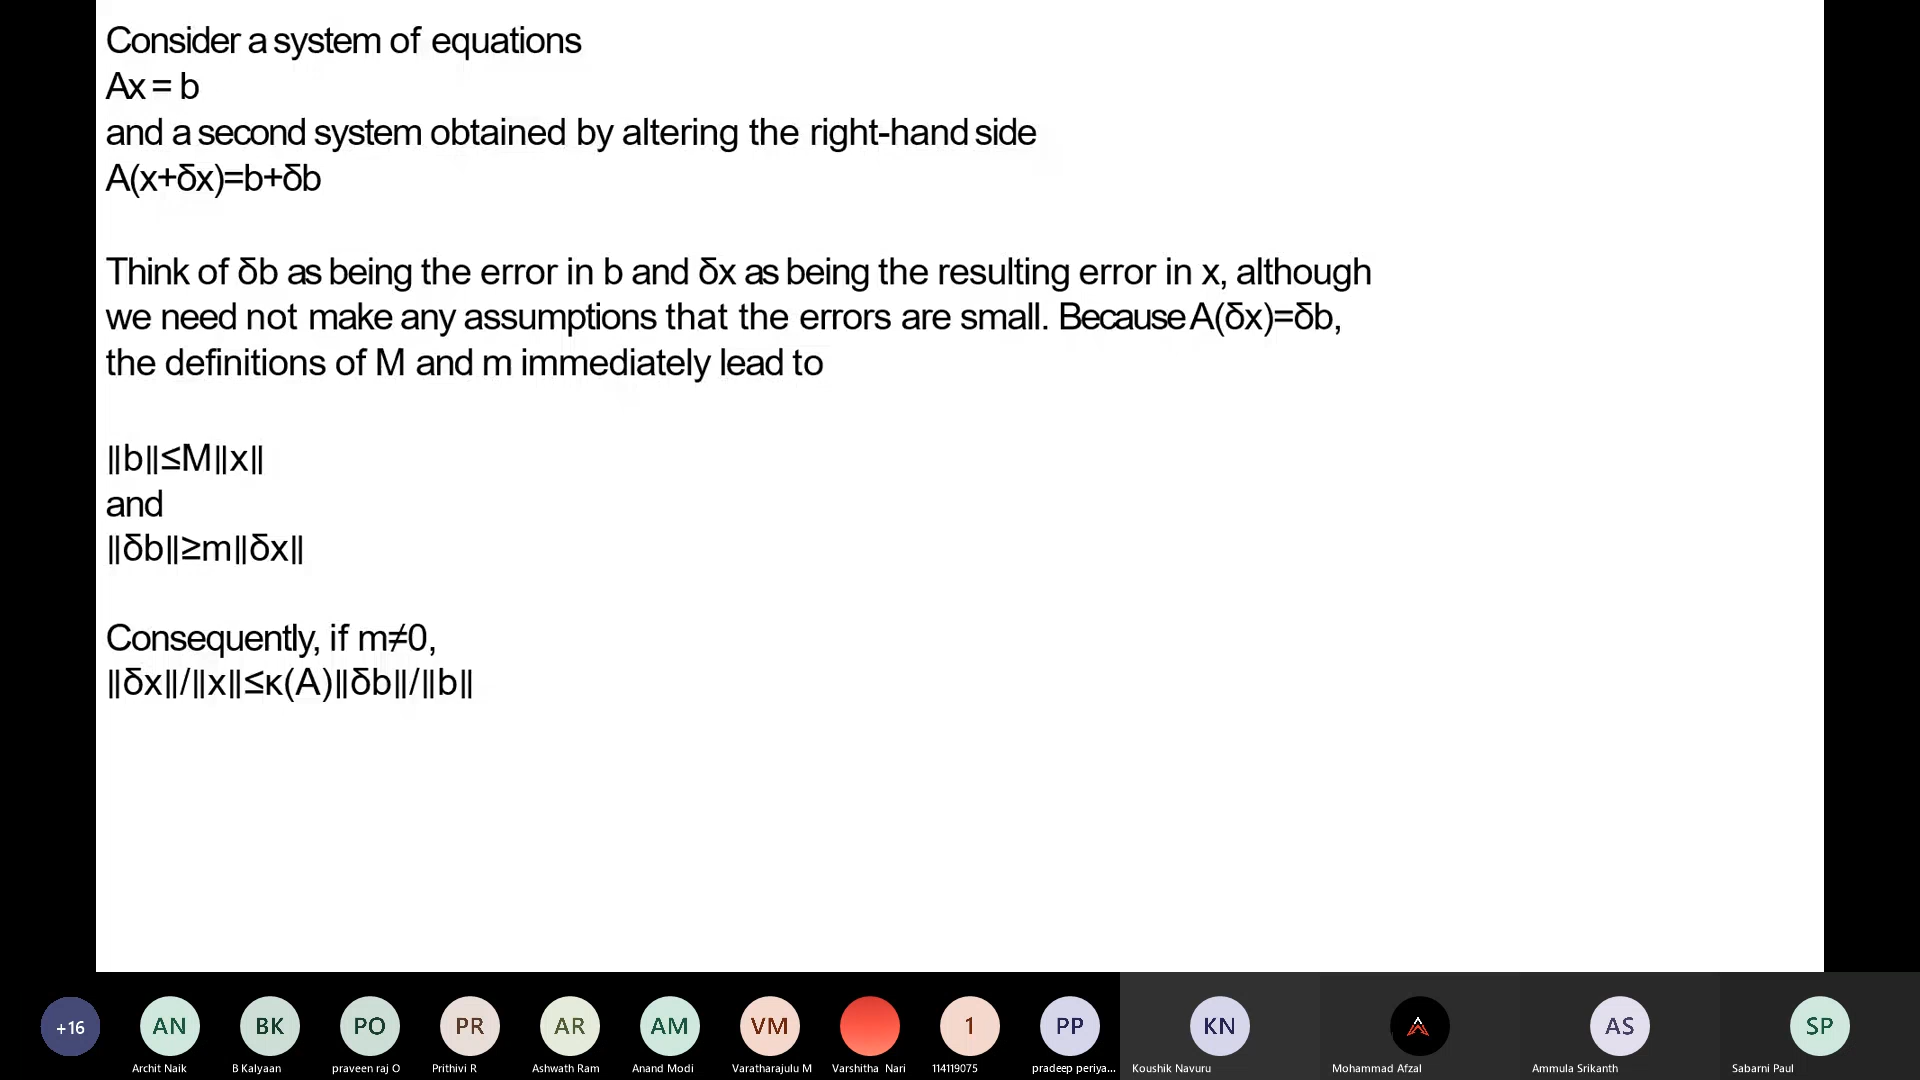 Consider a system of equations
Ax = b
and a second system obtained by altering the right-hand side
A(x+δx)=b+δb
Think of δb as being the error in b and δx as being the resulting error in x, although
we need not make any assumptions that the errors are small. Because A(δx)=δb,
the definitions of M and m immediately lead to
‖b‖≤M‖x‖
and
‖δb‖≥m‖δx‖
Consequently, if m≠0,
‖δx‖/‖x‖≤κ(A)‖δb‖/‖b‖
+16 AN BK PO PR AR AM VM 1 PP KN AS SP
Archit Naik B Kalyaan praveen raj O Prithivi R Ashwath Ram Anand Modi Varatharajulu M Varshitha Nari 114119075 pradeep periya... Koushik Navuru Mohammad Afzal Ammula Srikanth Sabarni Paul